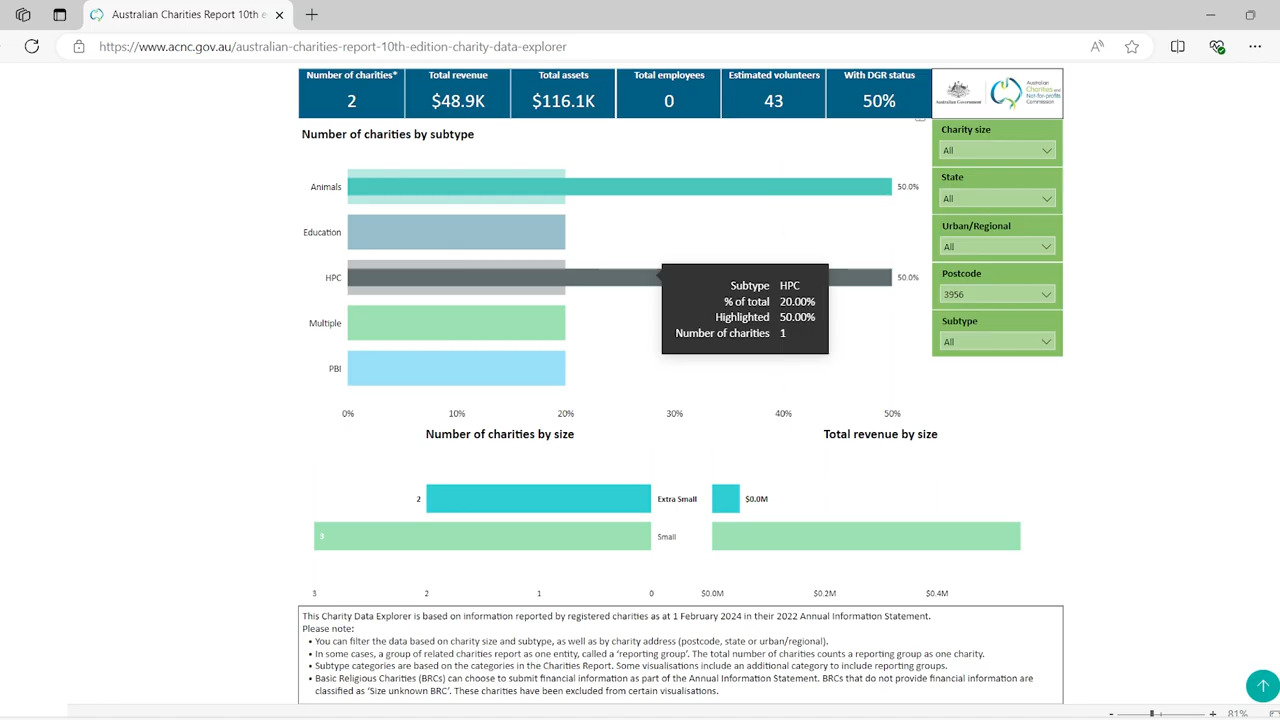 Australian Charities Report 10th e
https://www.acnc.gov.au/australian-charities-report-10th-edition-charity-data-explorer
Number of charities* Total revenue Total assets Total employees Estimated volunteers With DGR status
2 $48.9K $116.1K 0 43 50%
Australian Government
Australian
Charities and
Not-for-profits
Commission
Number of charities by subtype
Charity size
All
State
All
Urban/Regional
All
Postcode
3956
Subtype
All
Animals 50.0%
Education
HPC 50.0%
Multiple
PBI
Subtype HPC
% of total 20.00%
Highlighted 50.00%
Number of charities 1
0% 10% 20% 30% 40% 50%
Number of charities by size Total revenue by size
2 Extra Small $0.0M
3 Small
3 2 1 0 $0.0M $0.2M $0.4M
This Charity Data Explorer is based on information reported by registered charities as at 1 February 2024 in their 2022 Annual Information Statement.
Please note:
• You can filter the data based on charity size and subtype, as well as by charity address (postcode, state or urban/regional).
• In some cases, a group of related charities report as one entity, called a ‘reporting group’. The total number of charities counts a reporting group as one charity.
• Subtype categories are based on the categories in the Charities Report. Some visualisations include an additional category to include reporting groups.
• Basic Religious Charities (BRCs) can choose to submit financial information as part of the Annual Information Statement. BRCs that do not provide financial information are
classified as ‘Size unknown BRC’. These charities have been excluded from certain visualisations.
- + 81%